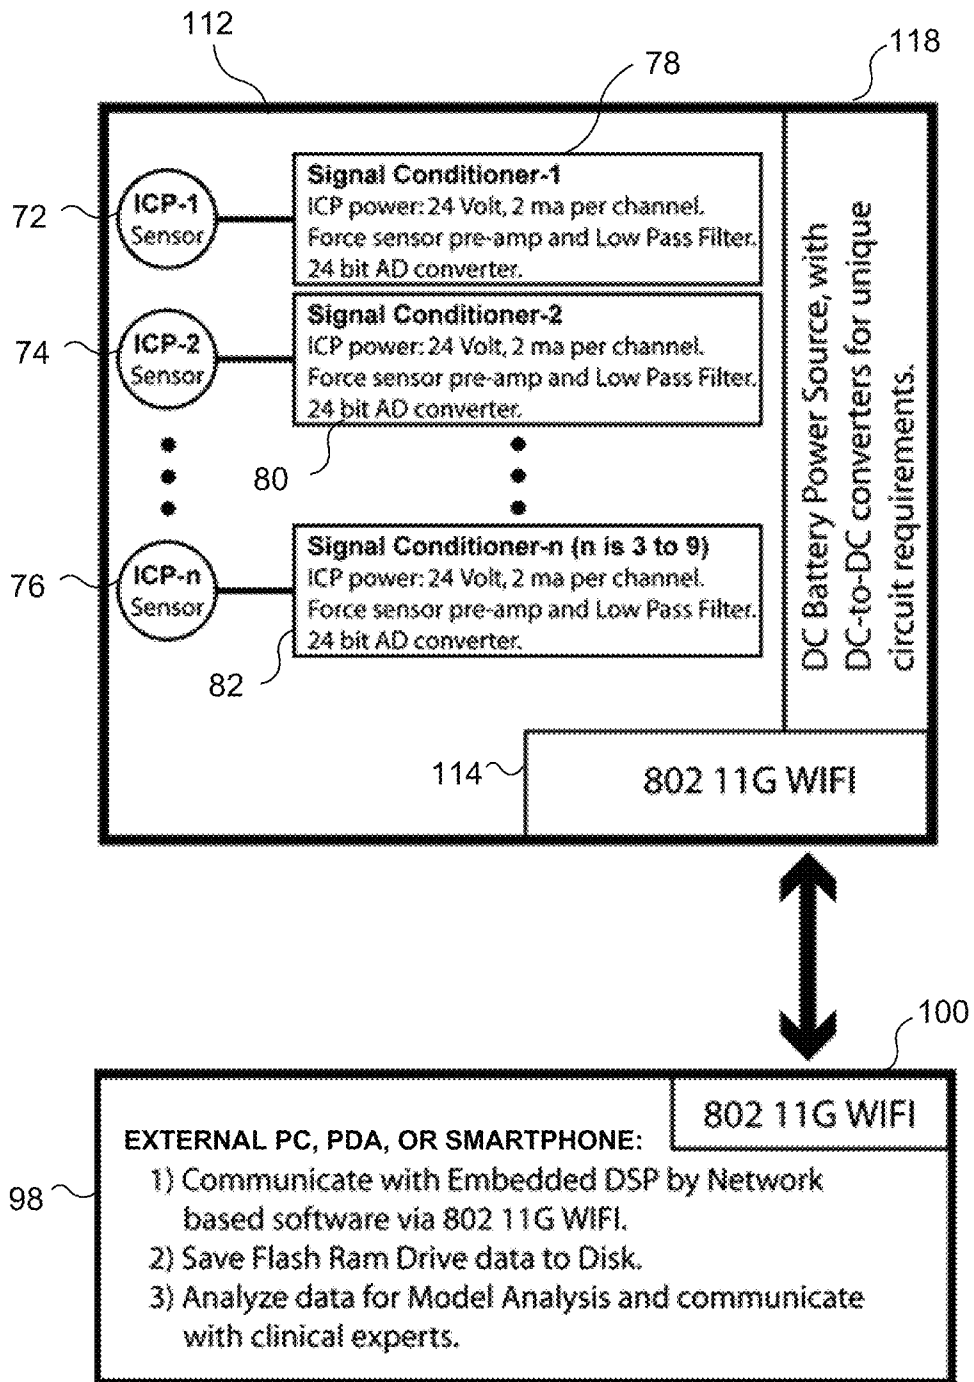 112
118
78
72
ICP-1
Sensor
Signal Conditioner-1
ICP power: 24 Volt, 2 ma per channel.
Force sensor pre-amp and Low Pass Filter.
24 bit AD converter.
74
ICP-2
Sensor
Signal Conditioner-2
ICP power: 24 Volt, 2 ma per channel.
Force sensor pre-amp and Low Pass Filter.
24 bit AD converter.
80
76
ICP-n
Sensor
Signal Conditioner-n (n is 3 to 9)
ICP power: 24 Volt, 2 ma per channel.
Force sensor pre-amp and Low Pass Filter.
24 bit AD converter.
82
DC Battery Power Source, with
DC-to-DC converters for unique
circuit requirements.
114
802 11G WIFI
100
802 11G WIFI
98
EXTERNAL PC, PDA, OR SMARTPHONE:
1) Communicate with Embedded DSP by Network
based software via 802 11G WIFI.
2) Save Flash Ram Drive data to Disk.
3) Analyze data for Model Analysis and communicate
with clinical experts.